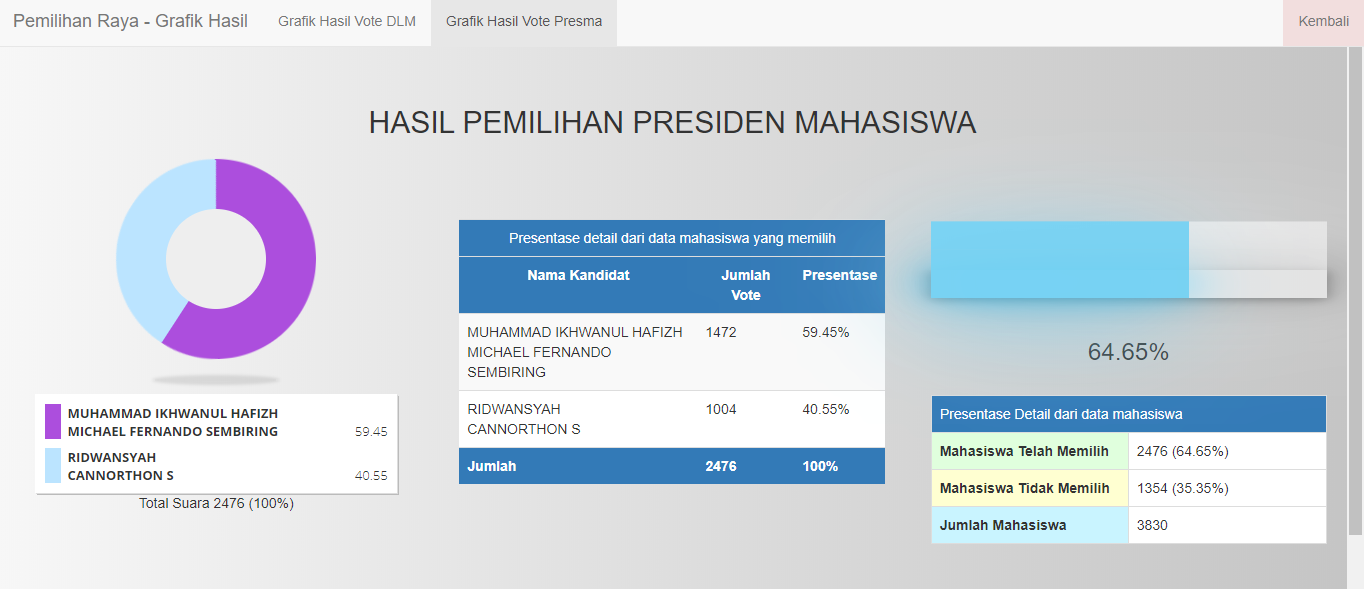 Pemilihan Raya - Grafik Hasil
Grafik Hasil Vote DLM
Grafik Hasil Vote Presma
Kembali
HASIL PEMILIHAN PRESIDEN MAHASISWA
MUHAMMAD IKHWANUL HAFIZH
MICHAEL FERNANDO SEMBIRING 59.45
RIDWANSYAH
CANNORTHON S 40.55
Total Suara 2476 (100%)
Presentase detail dari data mahasiswa yang memilih
Nama Kandidat Jumlah Presentase
Vote
MUHAMMAD IKHWANUL HAFIZH 1472 59.45%
MICHAEL FERNANDO
SEMBIRING
RIDWANSYAH 1004 40.55%
CANNORTHON S
Jumlah 2476 100%
64.65%
Presentase Detail dari data mahasiswa
Mahasiswa Telah Memilih 2476 (64.65%)
Mahasiswa Tidak Memilih 1354 (35.35%)
Jumlah Mahasiswa 3830